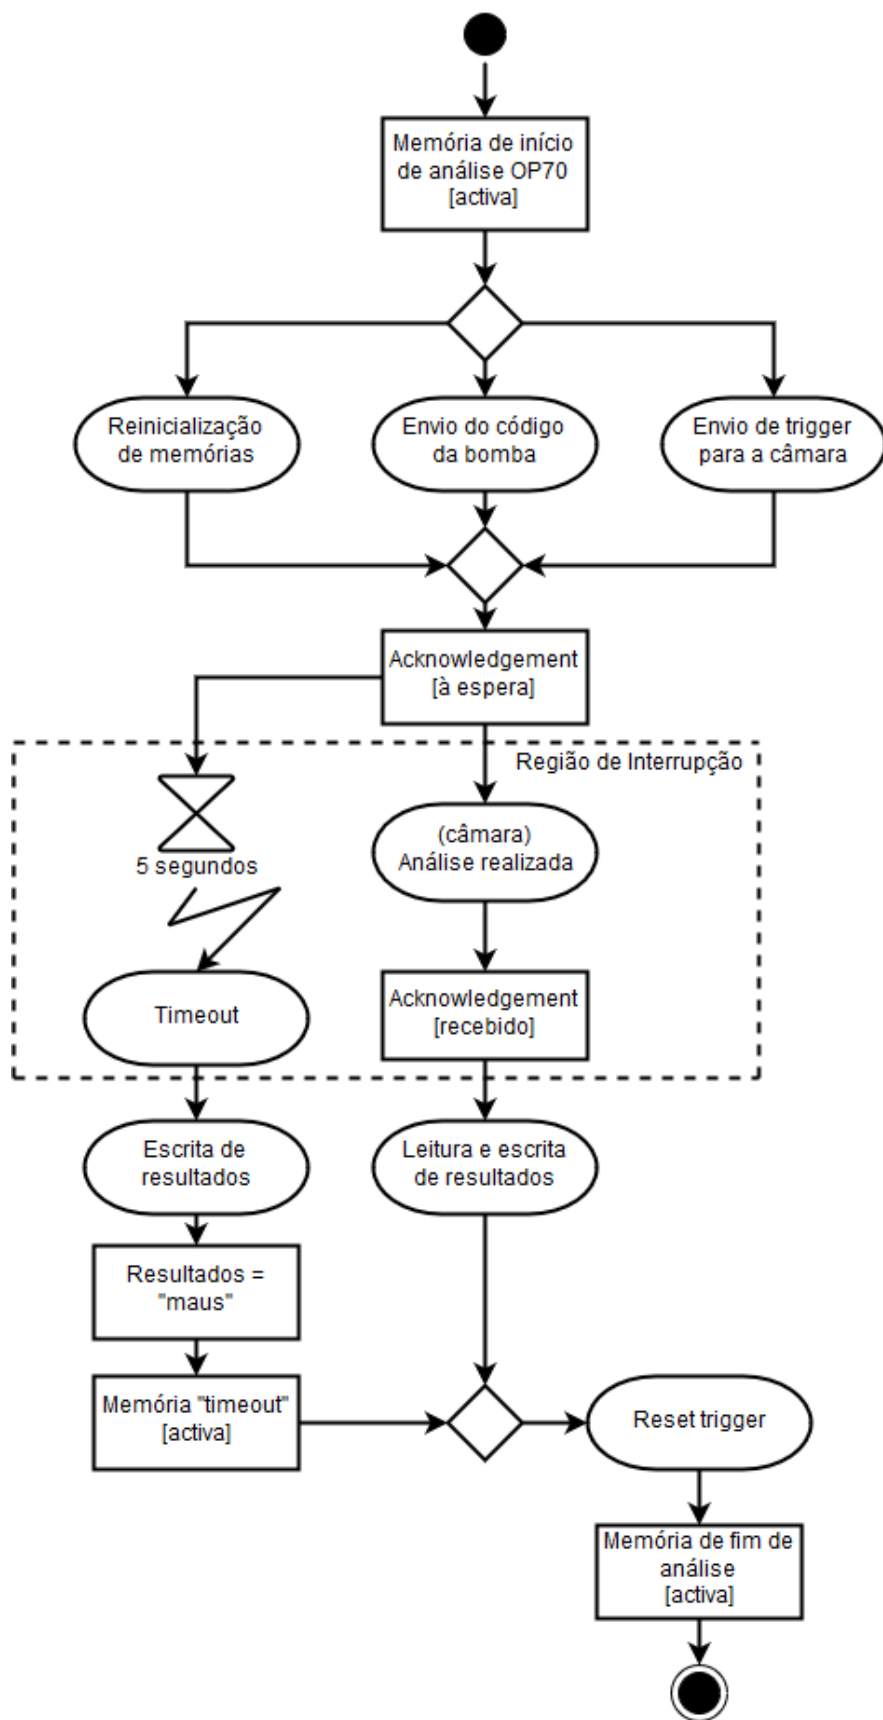 Memória de início
de análise OP70
[activa]
Reinicialização
de memórias
Envio do código
da bomba
Envio de trigger
para a câmara
Acknowledgement
[à espera]
Região de Interrupção
5 segundos
(câmara)
Análise realizada
Timeout
Acknowledgement
[recebido]
Escrita de
resultados
Leitura e escrita
de resultados
Resultados =
"maus"
Memória "timeout"
[activa]
Reset trigger
Memória de fim de
análise
[activa]